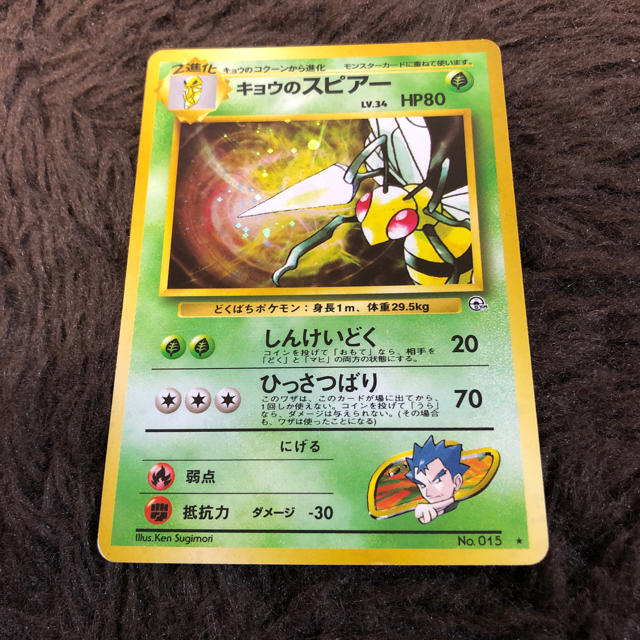 2進化 キョウのコクーンから進化 モンスターカードに重ねて使います。
キョウのスピアー LV.34 HP80
どくばちポケモン：身長1m、体重29.5kg
しんけいどく 20
コインを投げて「おもて」なら、相手を
「どく」と「マヒ」の両方の状態にする。
ひっさつばり 70
このワザは、このカードが場に出てから、
1回しか使えない。コインを投げて「うら」
なら、ダメージは与えられない。(その場合
も、ワザは使ったことになる)
にげる
弱点
抵抗力 ダメージ -30
Illus.Ken Sugimori No.015 ★